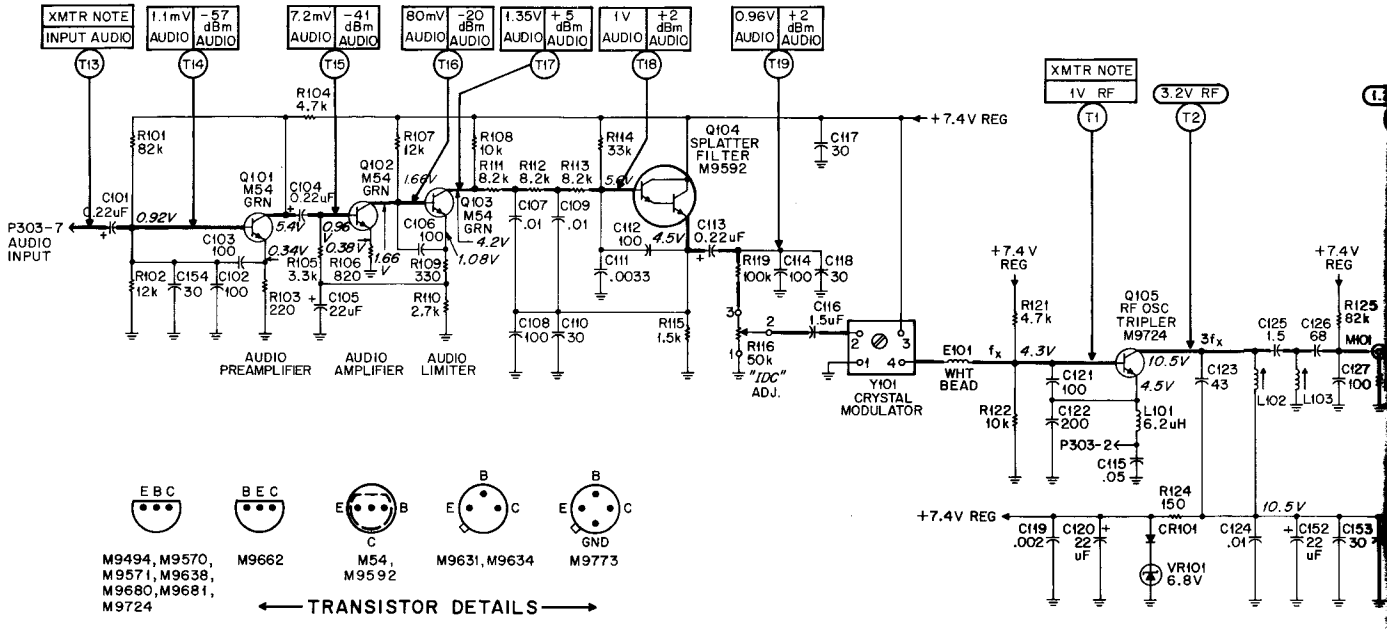 XMTR NOTE
INPUT AUDIO
T13
1.1mV AUDIO
-57 dBm AUDIO
T14
7.2mV AUDIO
-41 dBm AUDIO
T15
80mV AUDIO
-20 dBm AUDIO
T16
1.35V AUDIO
+5 dBm AUDIO
T17
1V AUDIO
+2 dBm AUDIO
T18
0.96V AUDIO
+2 dBm AUDIO
T19
XMTR NOTE
1V RF
T1
3.2V RF
T2
R104
4.7k
+7.4V REG
R101
82k
R107
12k
R108
10k
R114
33k
Q104
SPLATTER
FILTER
M9592
C117
30
Q101
M54
GRN
Q102
M54
GRN
Q103
M54
GRN
R111
8.2k
R112
8.2k
R113
8.2k
C101
0.22uF
+
P303-7
AUDIO
INPUT
0.92V
C104
0.22uF
+
5.4V
0.96
V
1.66V
5.6V
C103
100
0.34V
0.38V
1.66
V
C106
100
4.2V
1.08V
C107
.01
C109
.01
C112
100
4.5V
C113
0.22uF
+
R102
12k
C154
30
C102
100
R103
220
R105
3.3k
R106
820
C105
22uF
+
R109
330
R110
2.7k
C111
.0033
C108
100
C110
30
R115
1.5k
R119
100k
C114
100
C118
30
3
2
1
R116
50k
"IDC"
ADJ.
C116
1.5uF
2
3
1
4
Y101
CRYSTAL
MODULATOR
AUDIO
PREAMPLIFIER
AUDIO
AMPLIFIER
AUDIO
LIMITER
E101
WHT
BEAD
fx
+7.4V
REG
R121
4.7k
4.3V
Q105
RF OSC
TRIPLER
M9724
3fx
10.5V
4.5V
C121
100
R122
10k
C122
200
L101
6.2uH
P303-2
C115
.05
C123
43
C125
1.5
C126
68
L102
L103
+7.4V
REG
R125
82k
M101
C127
100
+7.4V REG
R124
150
10.5V
C119
.002
C120
22
uF
+
CR101
VR101
6.8V
C124
.01
C152
22
uF
+
C153
30
E B C
M9494, M9570,
M9571, M9638,
M9680, M9681,
M9724
B E C
M9662
E
B
C
M54,
M9592
B
E
C
M9631, M9634
B
E
C
GND
M9773
TRANSISTOR DETAILS